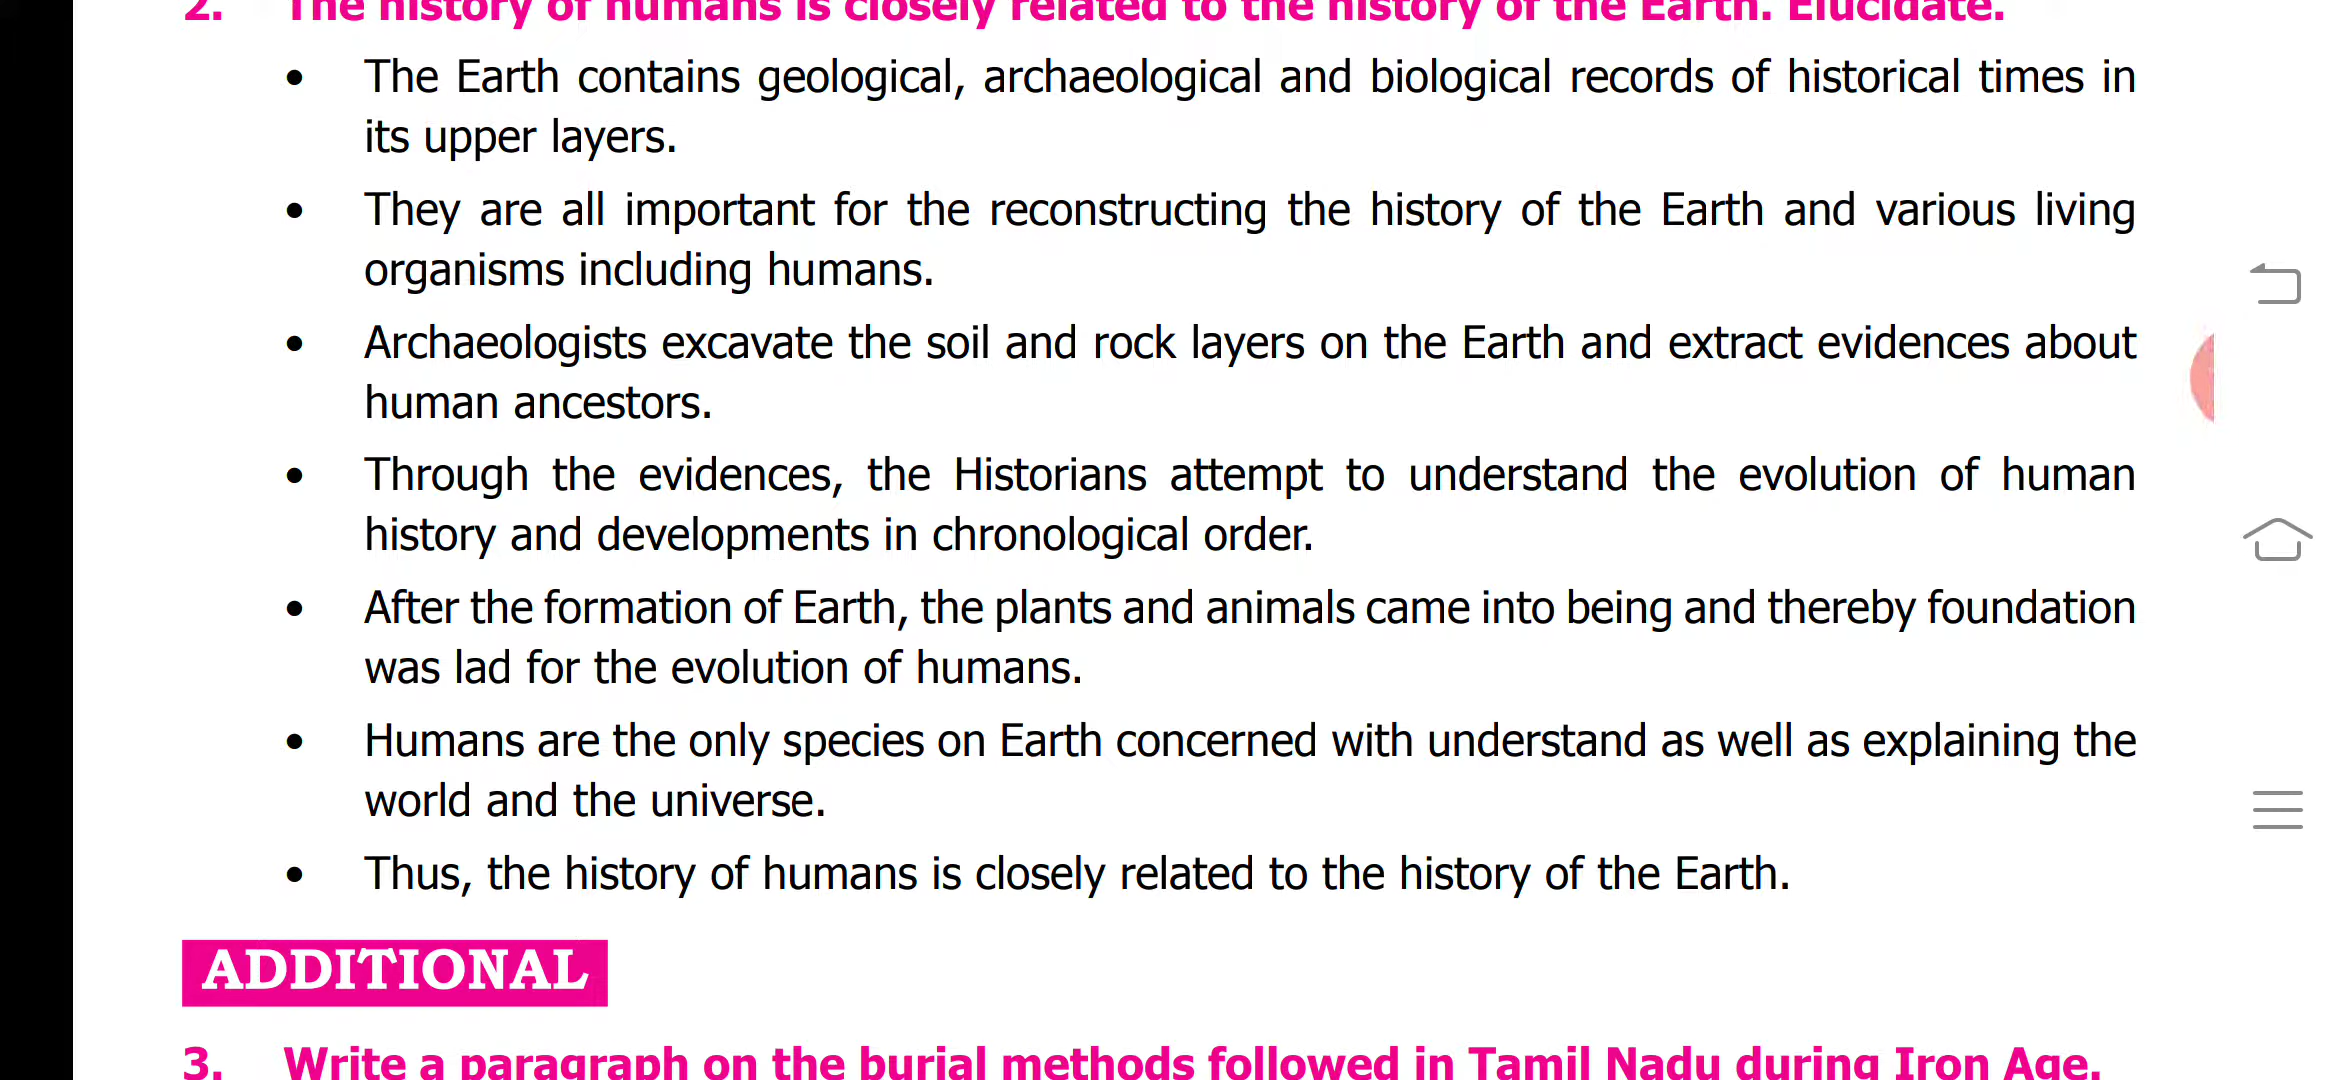 2. The history of humans is closely related to the history of the Earth. Elucidate.
• The Earth contains geological, archaeological and biological records of historical times in
its upper layers.
• They are all important for the reconstructing the history of the Earth and various living
organisms including humans.
• Archaeologists excavate the soil and rock layers on the Earth and extract evidences about
human ancestors.
• Through the evidences, the Historians attempt to understand the evolution of human
history and developments in chronological order.
• After the formation of Earth, the plants and animals came into being and thereby foundation
was lad for the evolution of humans.
• Humans are the only species on Earth concerned with understand as well as explaining the
world and the universe.
• Thus, the history of humans is closely related to the history of the Earth.
ADDITIONAL
3. Write a paragraph on the burial methods followed in Tamil Nadu during Iron Age.